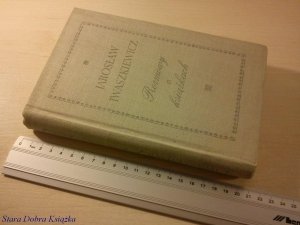 JAROSŁAW
IWASZKIEWICZ
Rozmowy
o
książkach
Stara Dobra Książka